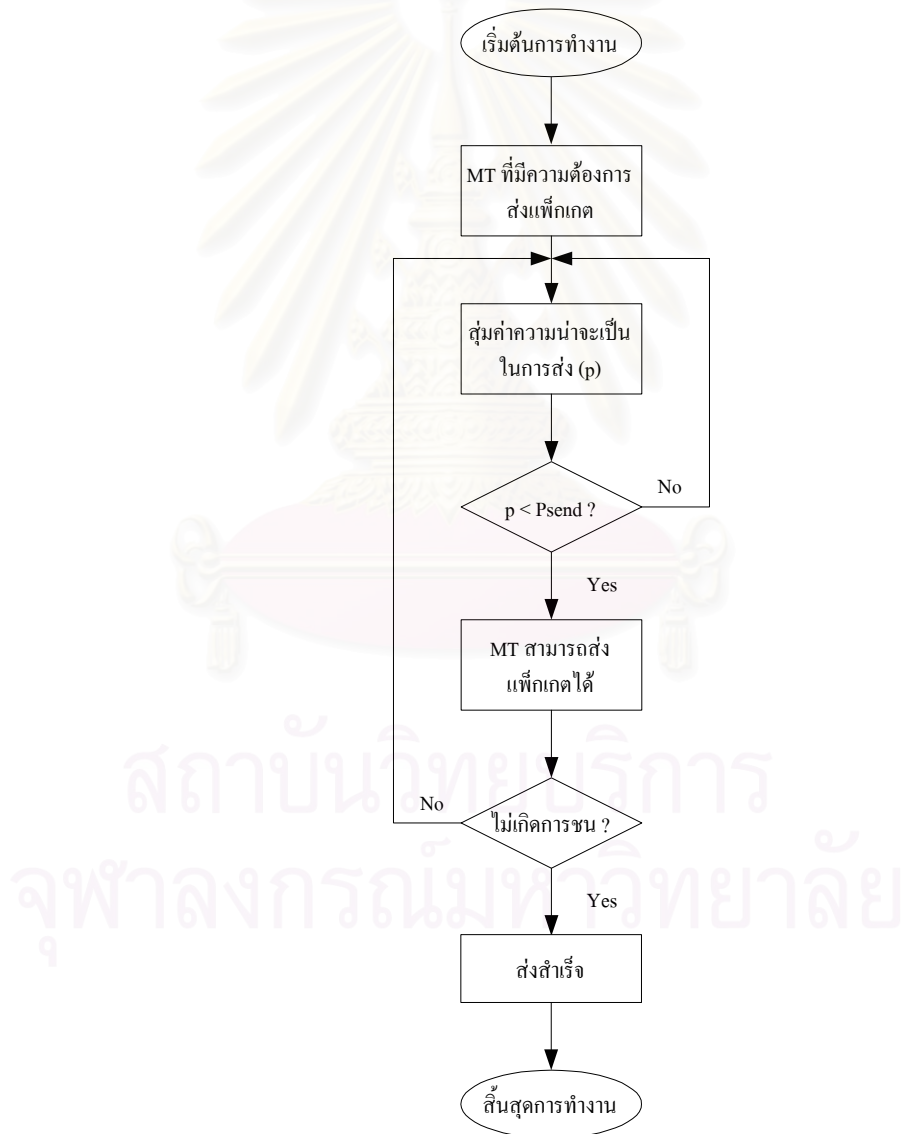 เริ่มต้นการทำงาน
MT ที่มีความต้องการ
ส่งแพ็กเกต
สุ่มค่าความน่าจะเป็น
ในการส่ง (p)
p < Psend ?
No
Yes
MT สามารถส่ง
แพ็กเกตได้
ไม่เกิดการชน ?
No
Yes
ส่งสำเร็จ
สิ้นสุดการทำงาน
สถาบันวิทยบริการ
จุฬาลงกรณ์มหาวิทยาลัย